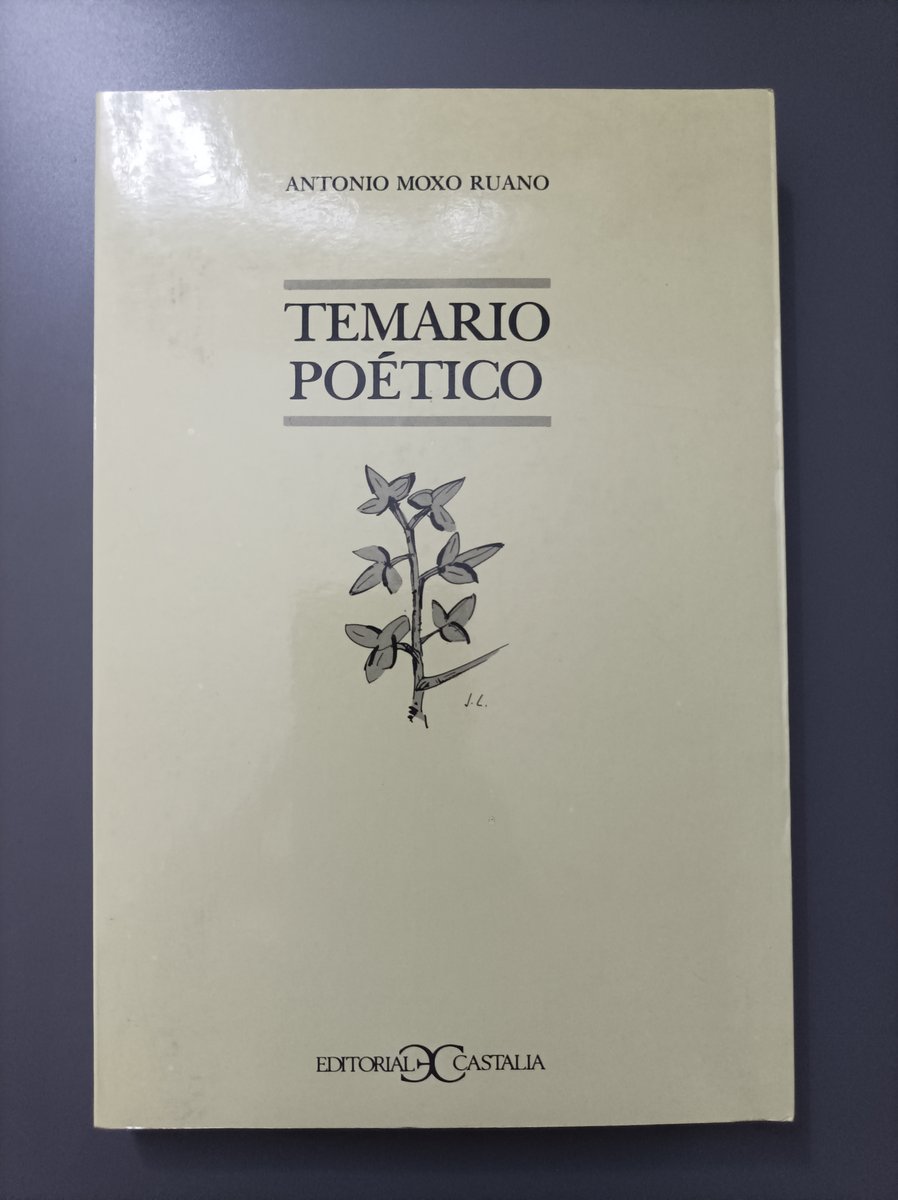 ANTONIO MOXO RUANO
TEMARIO
POÉTICO
J.L.
EDITORIAL CASTALIA